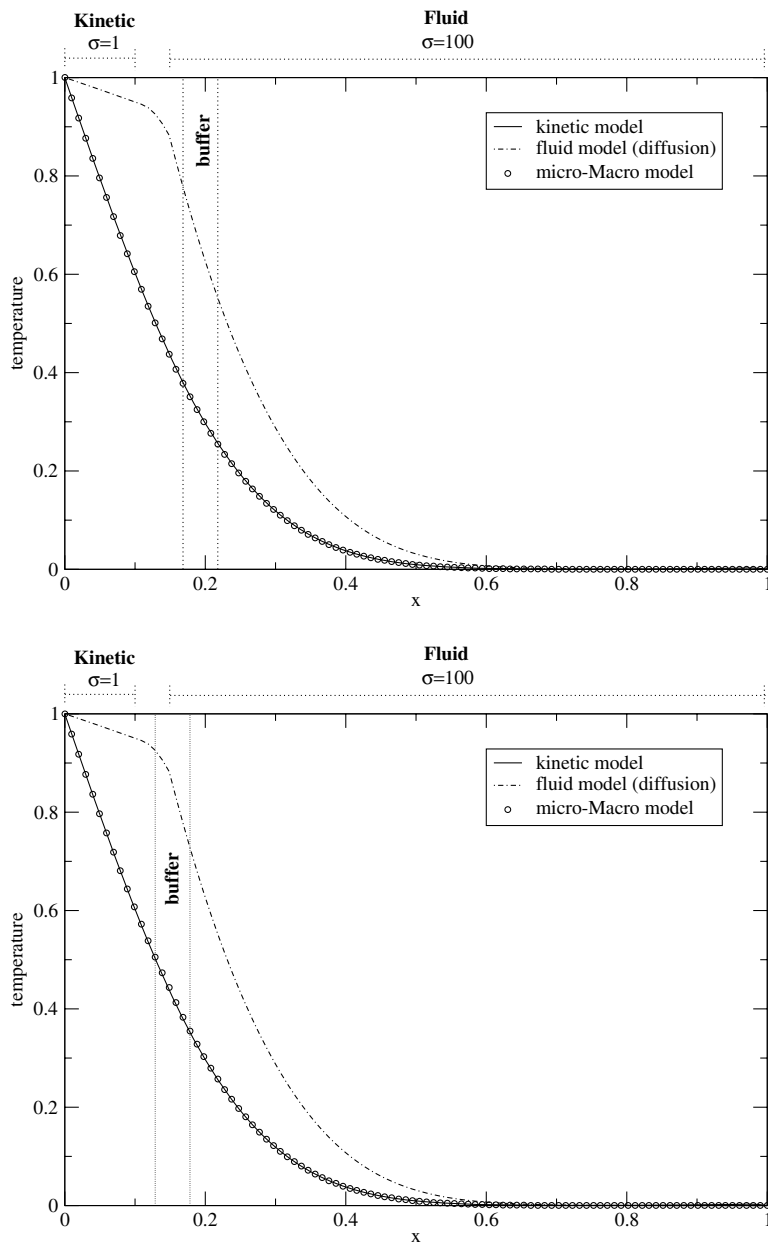 Kinetic
σ=1
Fluid
σ=100
1
0.8
0.6
0.4
0.2
0
temperature
buffer
kinetic model
fluid model (diffusion)
micro-Macro model
0
0.2
0.4
0.6
0.8
1
x
Kinetic
σ=1
Fluid
σ=100
1
0.8
0.6
0.4
0.2
0
temperature
buffer
kinetic model
fluid model (diffusion)
micro-Macro model
0
0.2
0.4
0.6
0.8
1
x